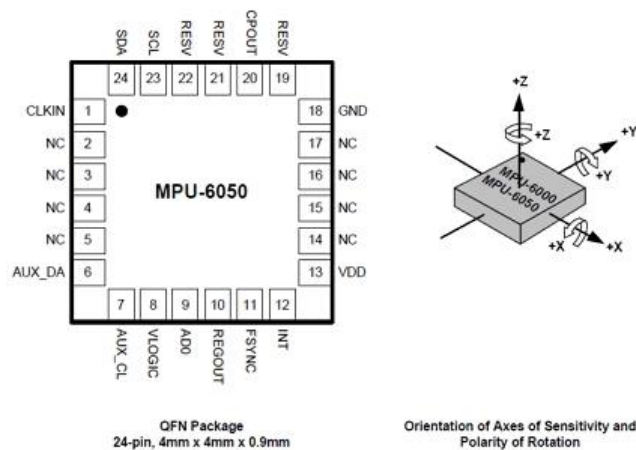 SDA
SCL
RESV
RESV
CPOUT
RESV
24
23
22
21
20
19
CLKIN
1
18
GND
NC
2
17
NC
NC
3
16
NC
NC
4
15
NC
NC
5
14
NC
AUX_DA
6
13
VDD
MPU-6050
7
8
9
10
11
12
AUX_CL
VLOGIC
AD0
REGOUT
FSYNC
INT
QFN Package
24-pin, 4mm x 4mm x 0.9mm
+Z
+Z
+Y
+Y
MPU-6000
MPU-6050
+X
+X
Orientation of Axes of Sensitivity and
Polarity of Rotation